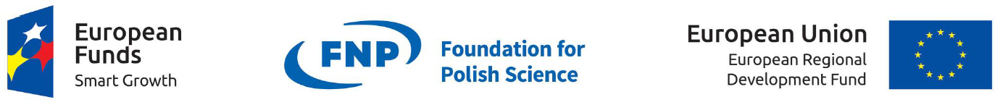 European
Funds
Smart Growth
FNP
Foundation for
Polish Science
European Union
European Regional
Development Fund